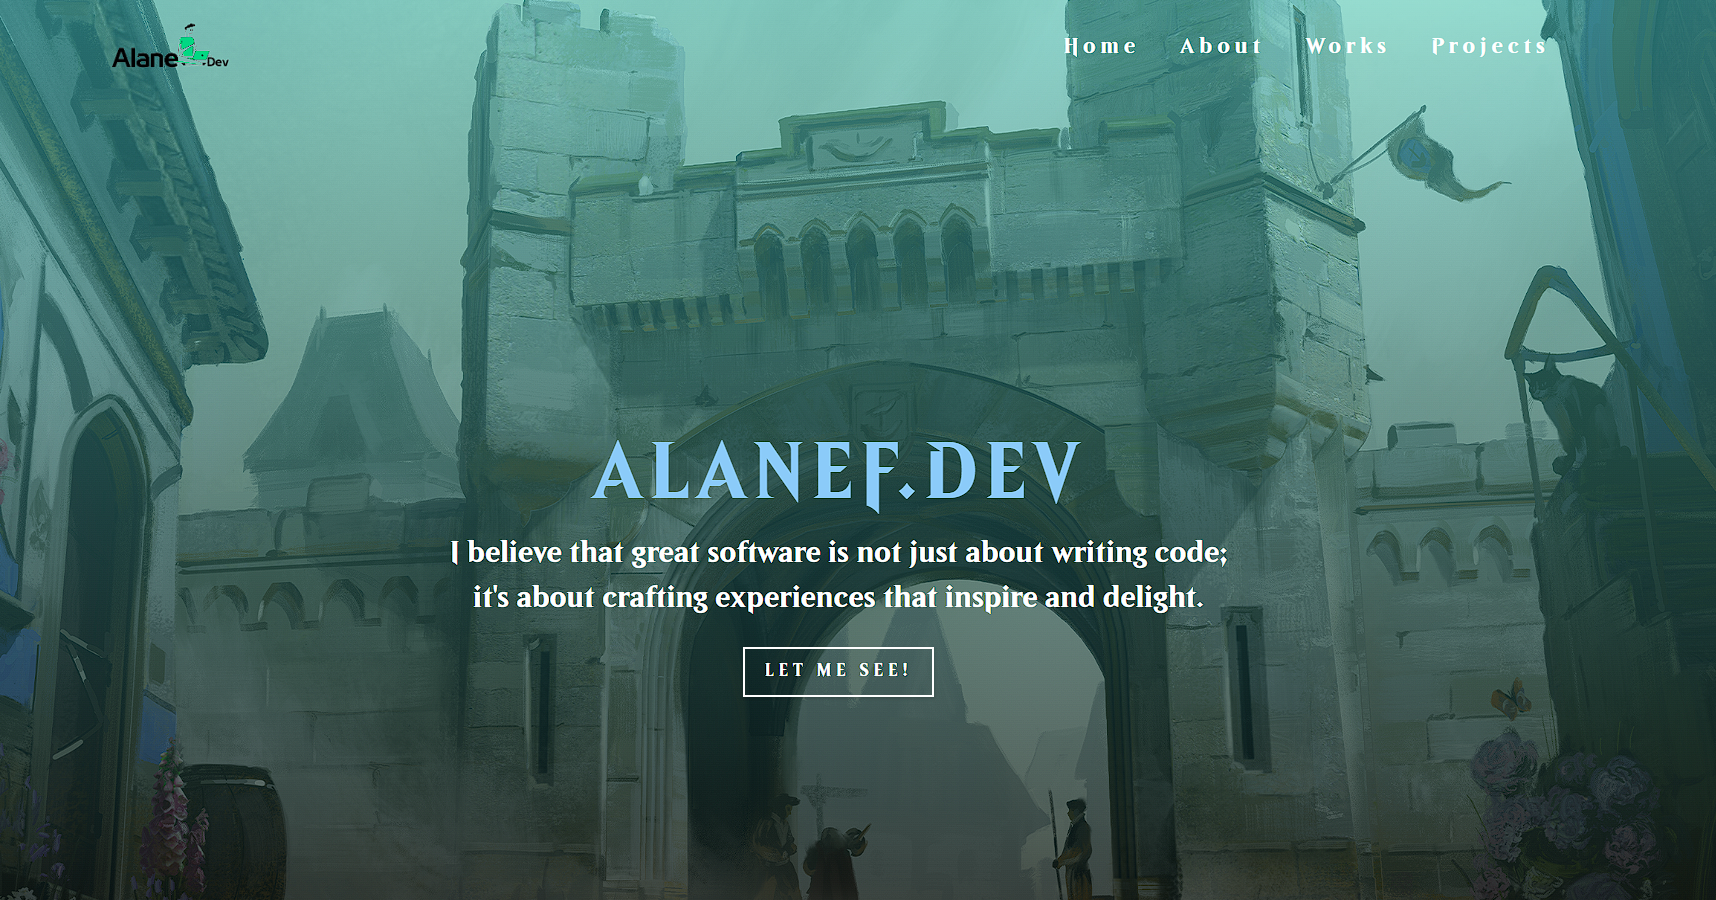 Alane Dev
Home About Works Projects
ALANEF.DEV
I believe that great software is not just about writing code;
it's about crafting experiences that inspire and delight.
LET ME SEE!